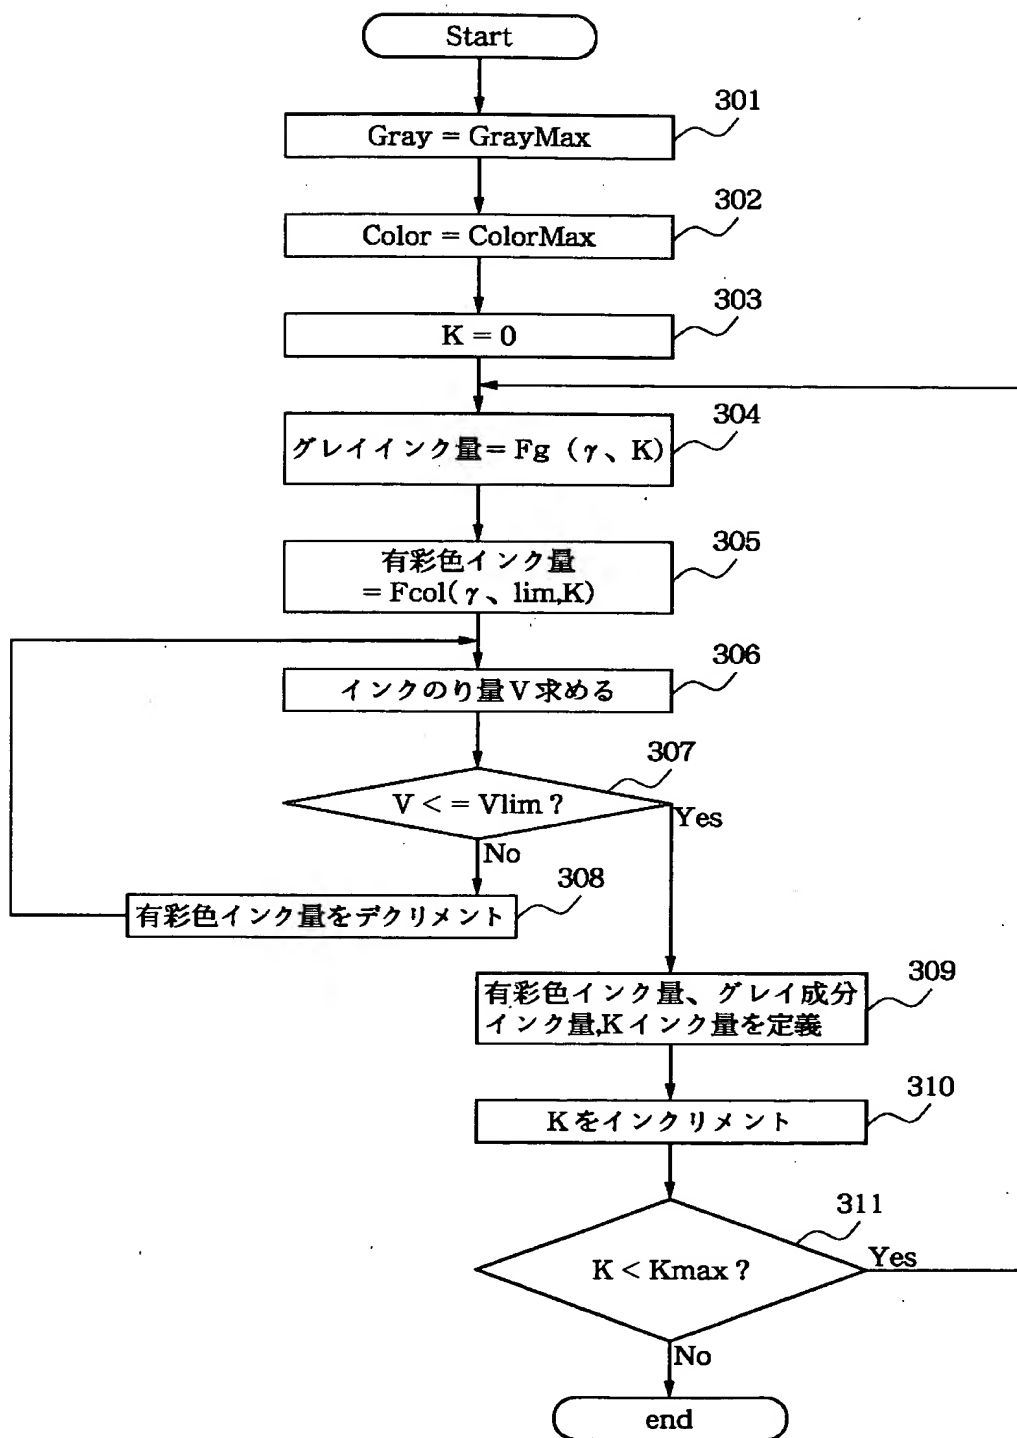 Start
301
Gray = GrayMax
302
Color = ColorMax
303
K = 0
304
グレイインク量 = Fg (γ、K)
305
有彩色インク量
= Fcol(γ、lim,K)
306
インクのり量V求める
307
V < = Vlim ?
Yes
No
308
有彩色インク量をデクリメント
309
有彩色インク量、グレイ成分
インク量,Kインク量を定義
310
Kをインクリメント
311
K < Kmax ?
Yes
No
end